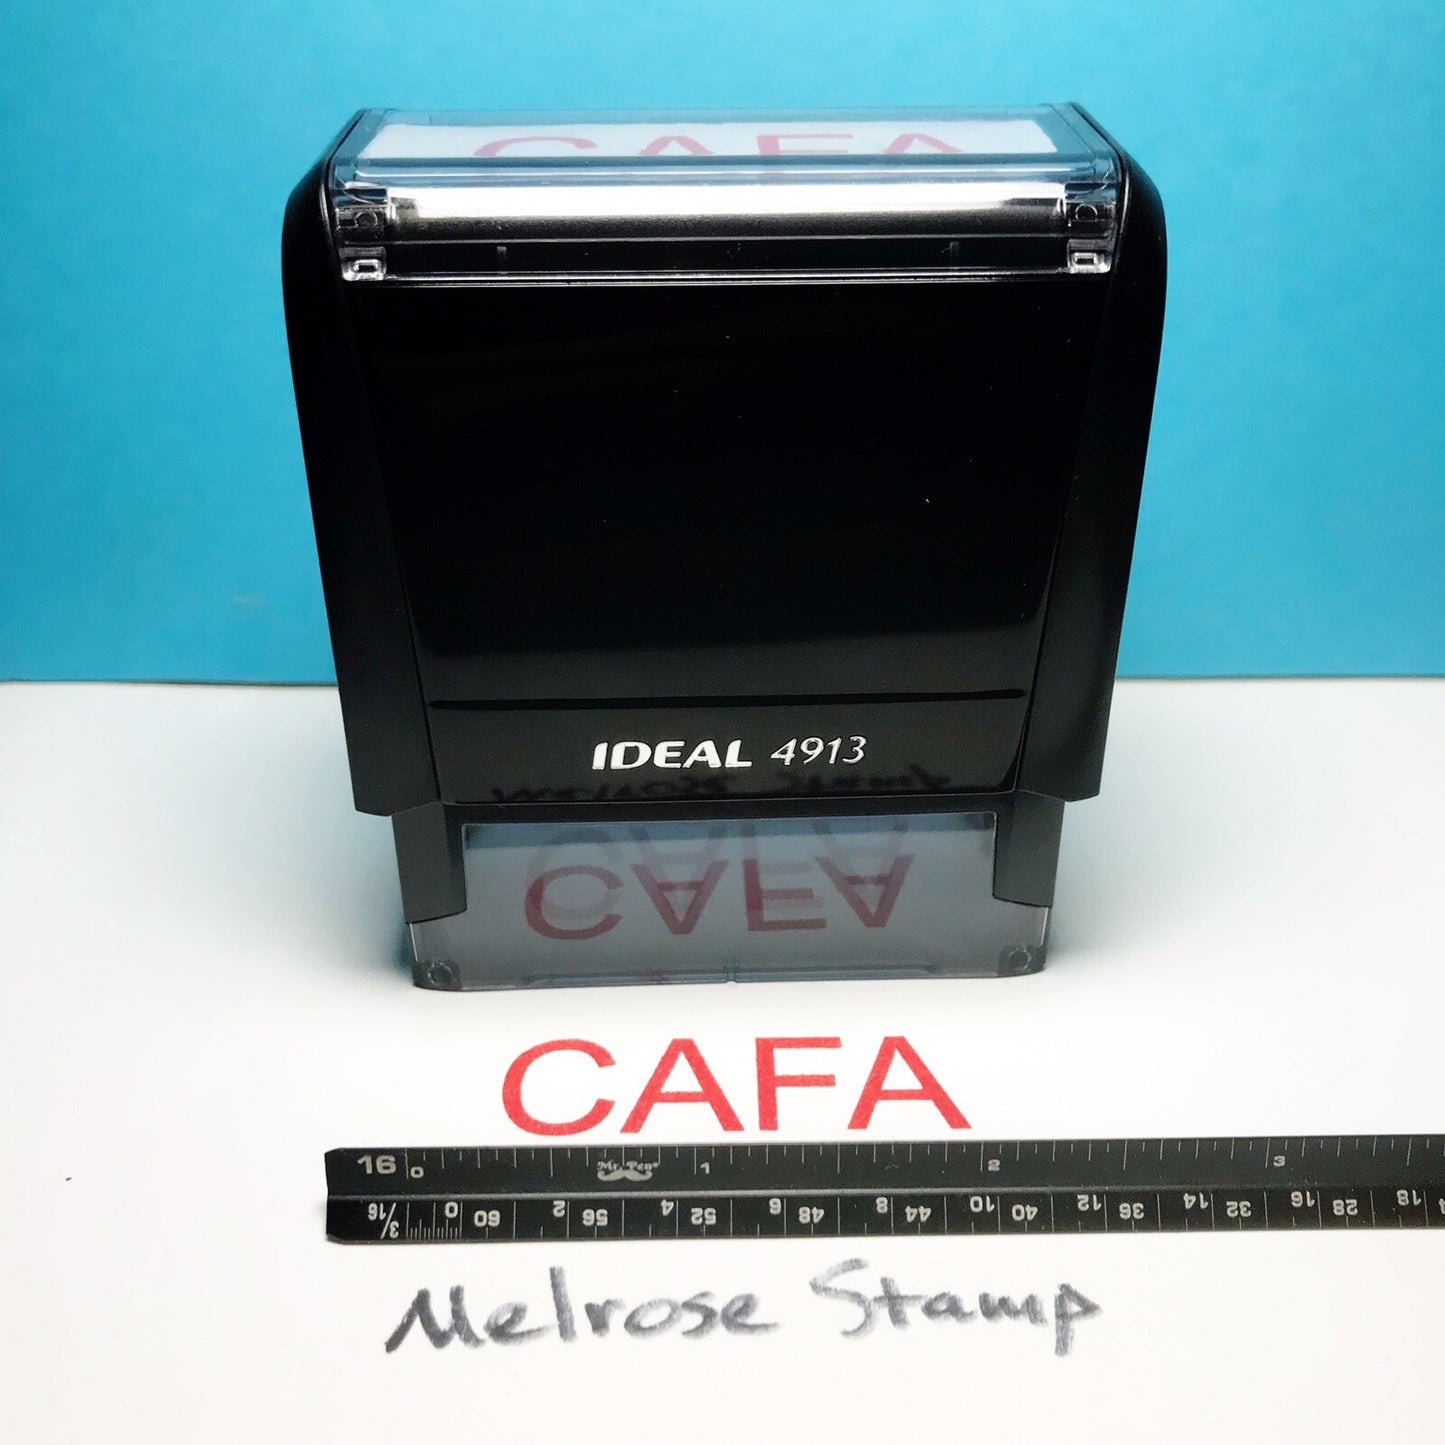 CAFA
IDEAL 4913
CAFA
CAFA
16 0 Mr. Pen 1 2 3
3/16 0 60 2 56 4 52 6 48 8 44 10 40 12 36 14 32 16 28 18
Melrose Stamp